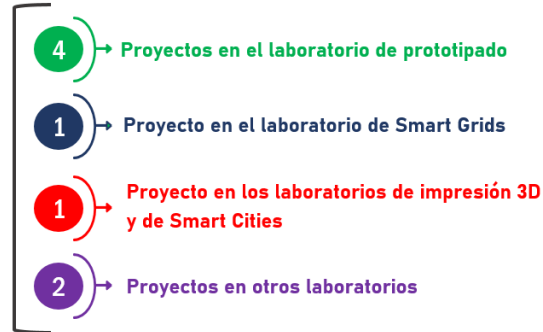 4 Proyectos en el laboratorio de prototipado
1 Proyecto en el laboratorio de Smart Grids
1 Proyecto en los laboratorios de impresión 3D
y de Smart Cities
2 Proyectos en otros laboratorios